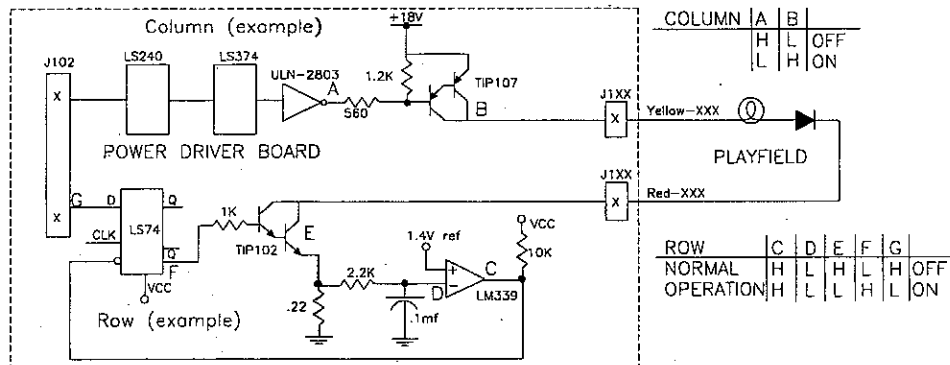 Column (example)
+18V
J102
LS240
LS374
ULN-2803
A
1.2K
TIP107
560
B
X
J1XX
X
Yellow-XXX
POWER DRIVER BOARD
PLAYFIELD
J1XX
X
Red-XXX
G
D
Q
X
LS74
CLK
Q
F
VCC
1K
TIP102
E
1.4V ref
VCC
10K
2.2K
+
C
D
-
LM339
.22
.1mf
Row (example)
COLUMN A B
H L OFF
L H ON
ROW C D E F G
NORMAL H L H L H OFF
OPERATION H L L H L ON